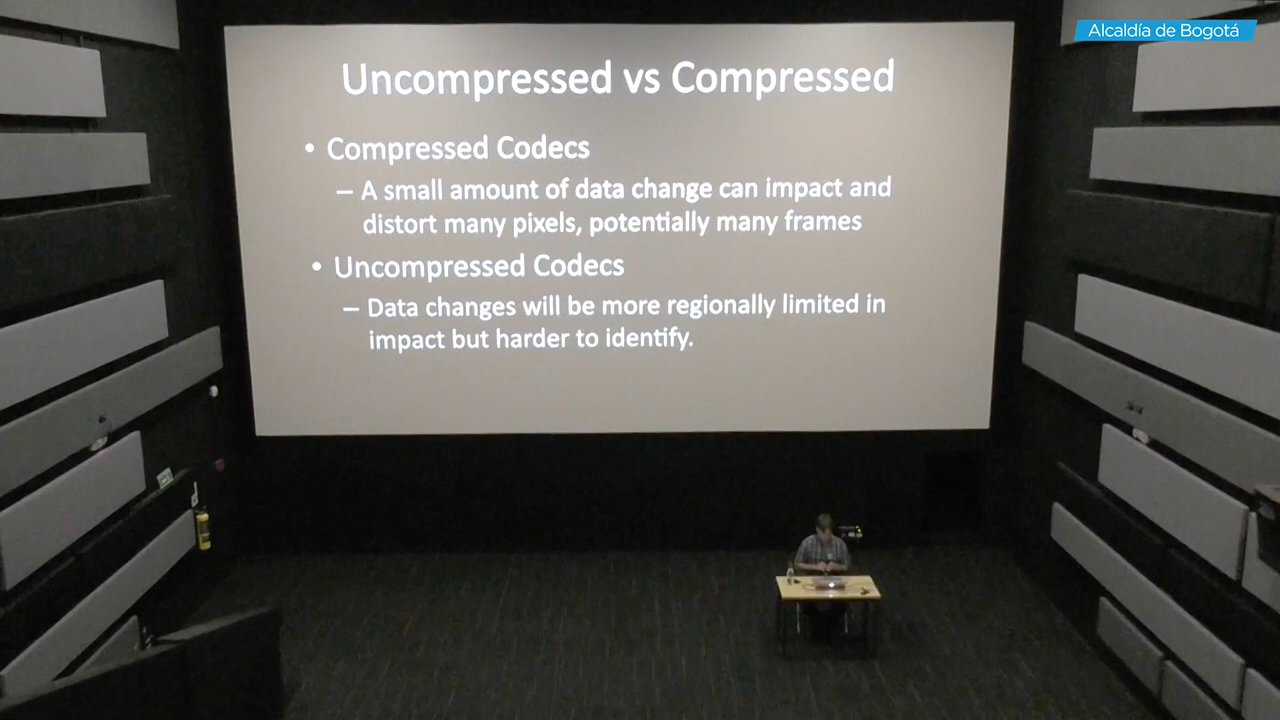 Alcaldía de Bogotá
Uncompressed vs Compressed
• Compressed Codecs
– A small amount of data change can impact and
distort many pixels, potentially many frames
• Uncompressed Codecs
– Data changes will be more regionally limited in
impact but harder to identify.